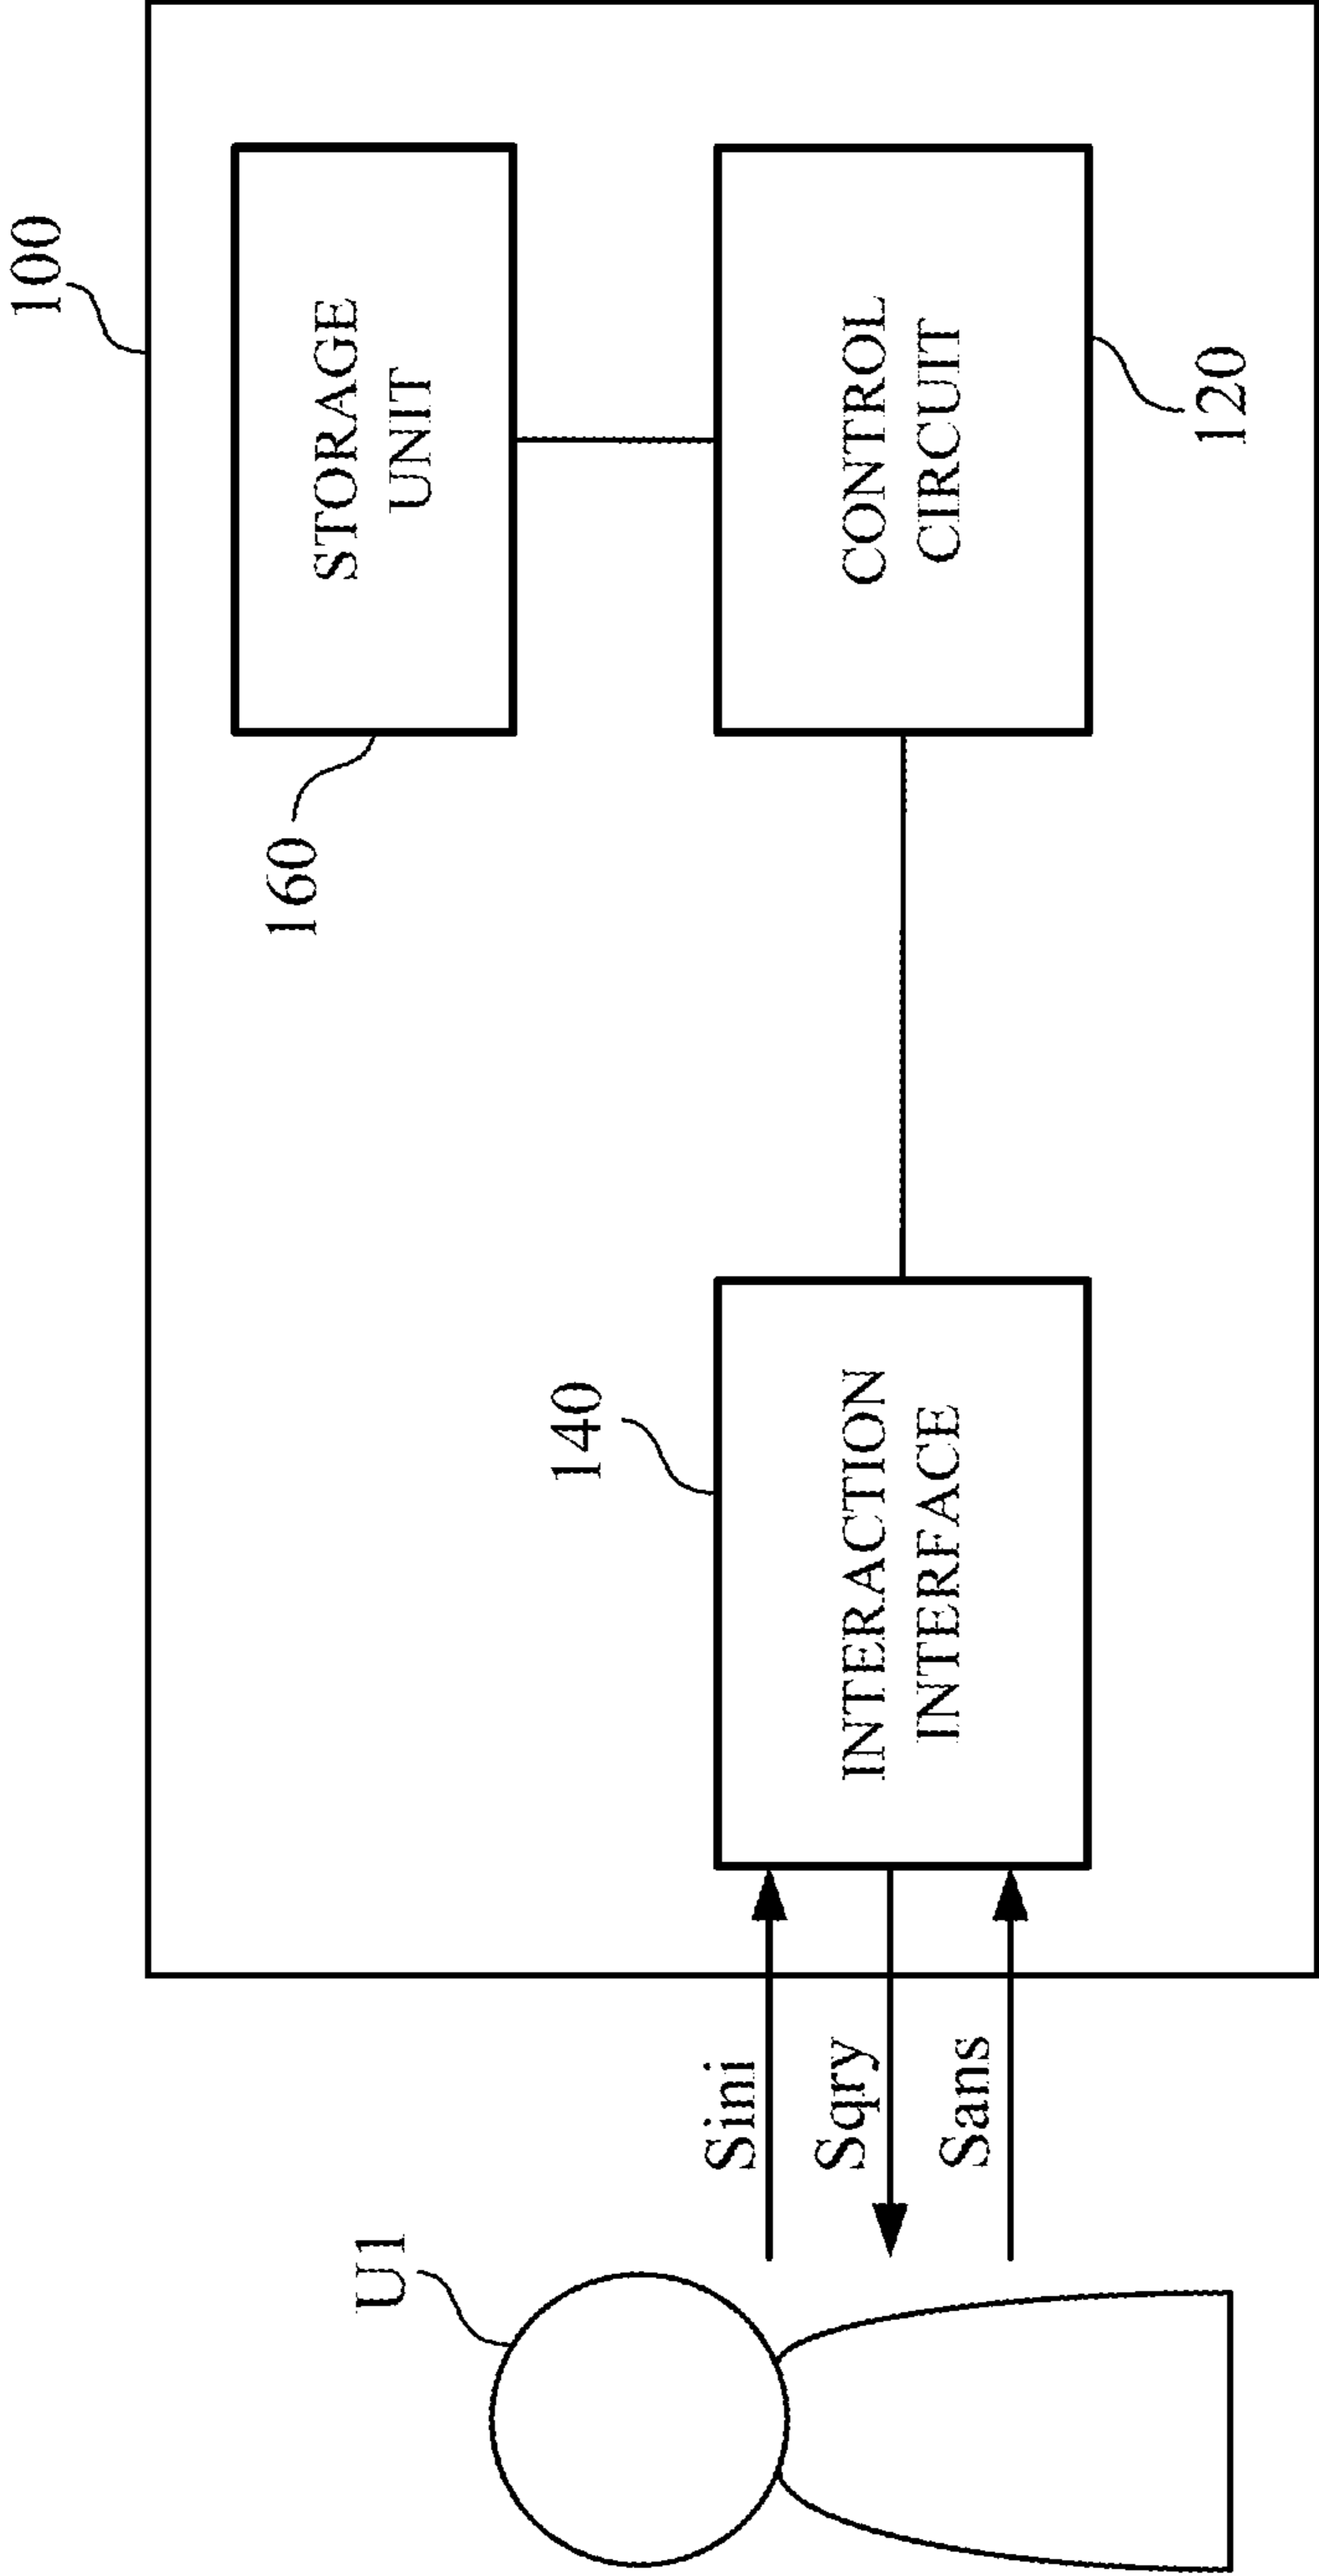 100
STORAGE
UNIT
160
U1
140
Sini
Sqry
Sans
INTERACTION
INTERFACE
CONTROL
CIRCUIT
120